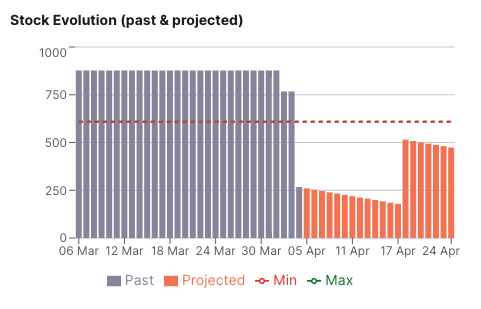 Stock Evolution (past & projected)
1000
750
500
250
0
06 Mar 12 Mar 18 Mar 24 Mar 30 Mar 05 Apr 11 Apr 17 Apr 24 Apr
Past Projected Min Max